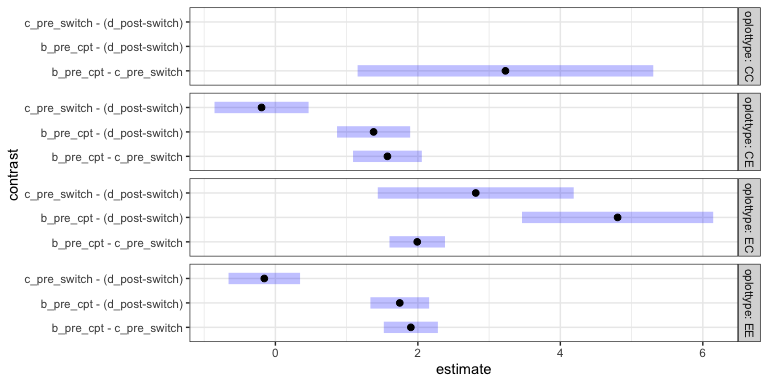 c_pre_switch - (d_post-switch)
b_pre_cpt - (d_post-switch)
b_pre_cpt - c_pre_switch
oplottype: CC
c_pre_switch - (d_post-switch)
b_pre_cpt - (d_post-switch)
b_pre_cpt - c_pre_switch
oplottype: CE
contrast
c_pre_switch - (d_post-switch)
b_pre_cpt - (d_post-switch)
b_pre_cpt - c_pre_switch
oplottype: EC
c_pre_switch - (d_post-switch)
b_pre_cpt - (d_post-switch)
b_pre_cpt - c_pre_switch
oplottype: EE
0 2 4 6
estimate